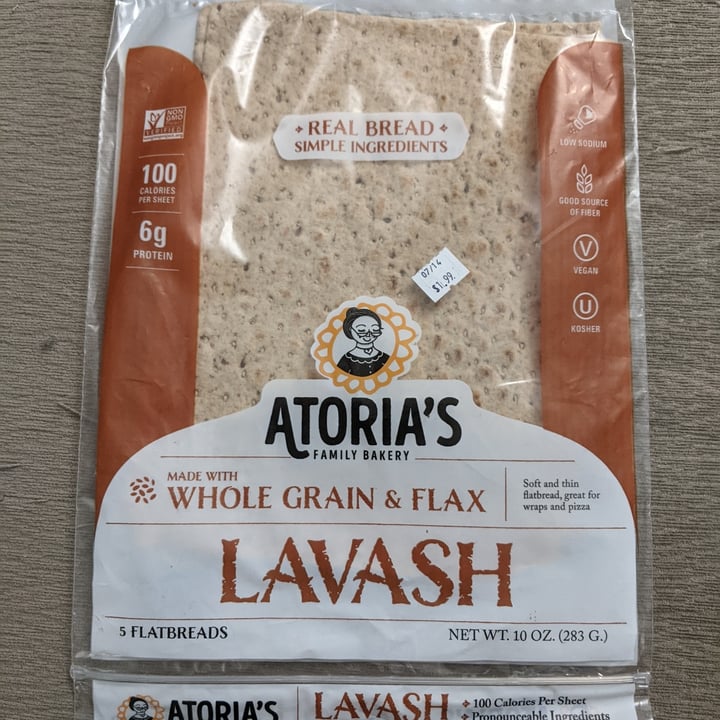 REAL BREAD
SIMPLE INGREDIENTS
NON
GMO
VERIFIED
100
CALORIES
PER SHEET
6g
PROTEIN
LOW SODIUM
GOOD SOURCE
OF FIBER
V
VEGAN
U
KOSHER
07/14
$1.99
ATORIA'S
FAMILY BAKERY
MADE WITH
WHOLE GRAIN & FLAX
Soft and thin
flatbread, great for
wraps and pizza
LAVASH
5 FLATBREADS
NET WT. 10 OZ. (283 G.)
ATORIA'S
LAVASH
100 Calories Per Sheet
Pronounceable Ingredients